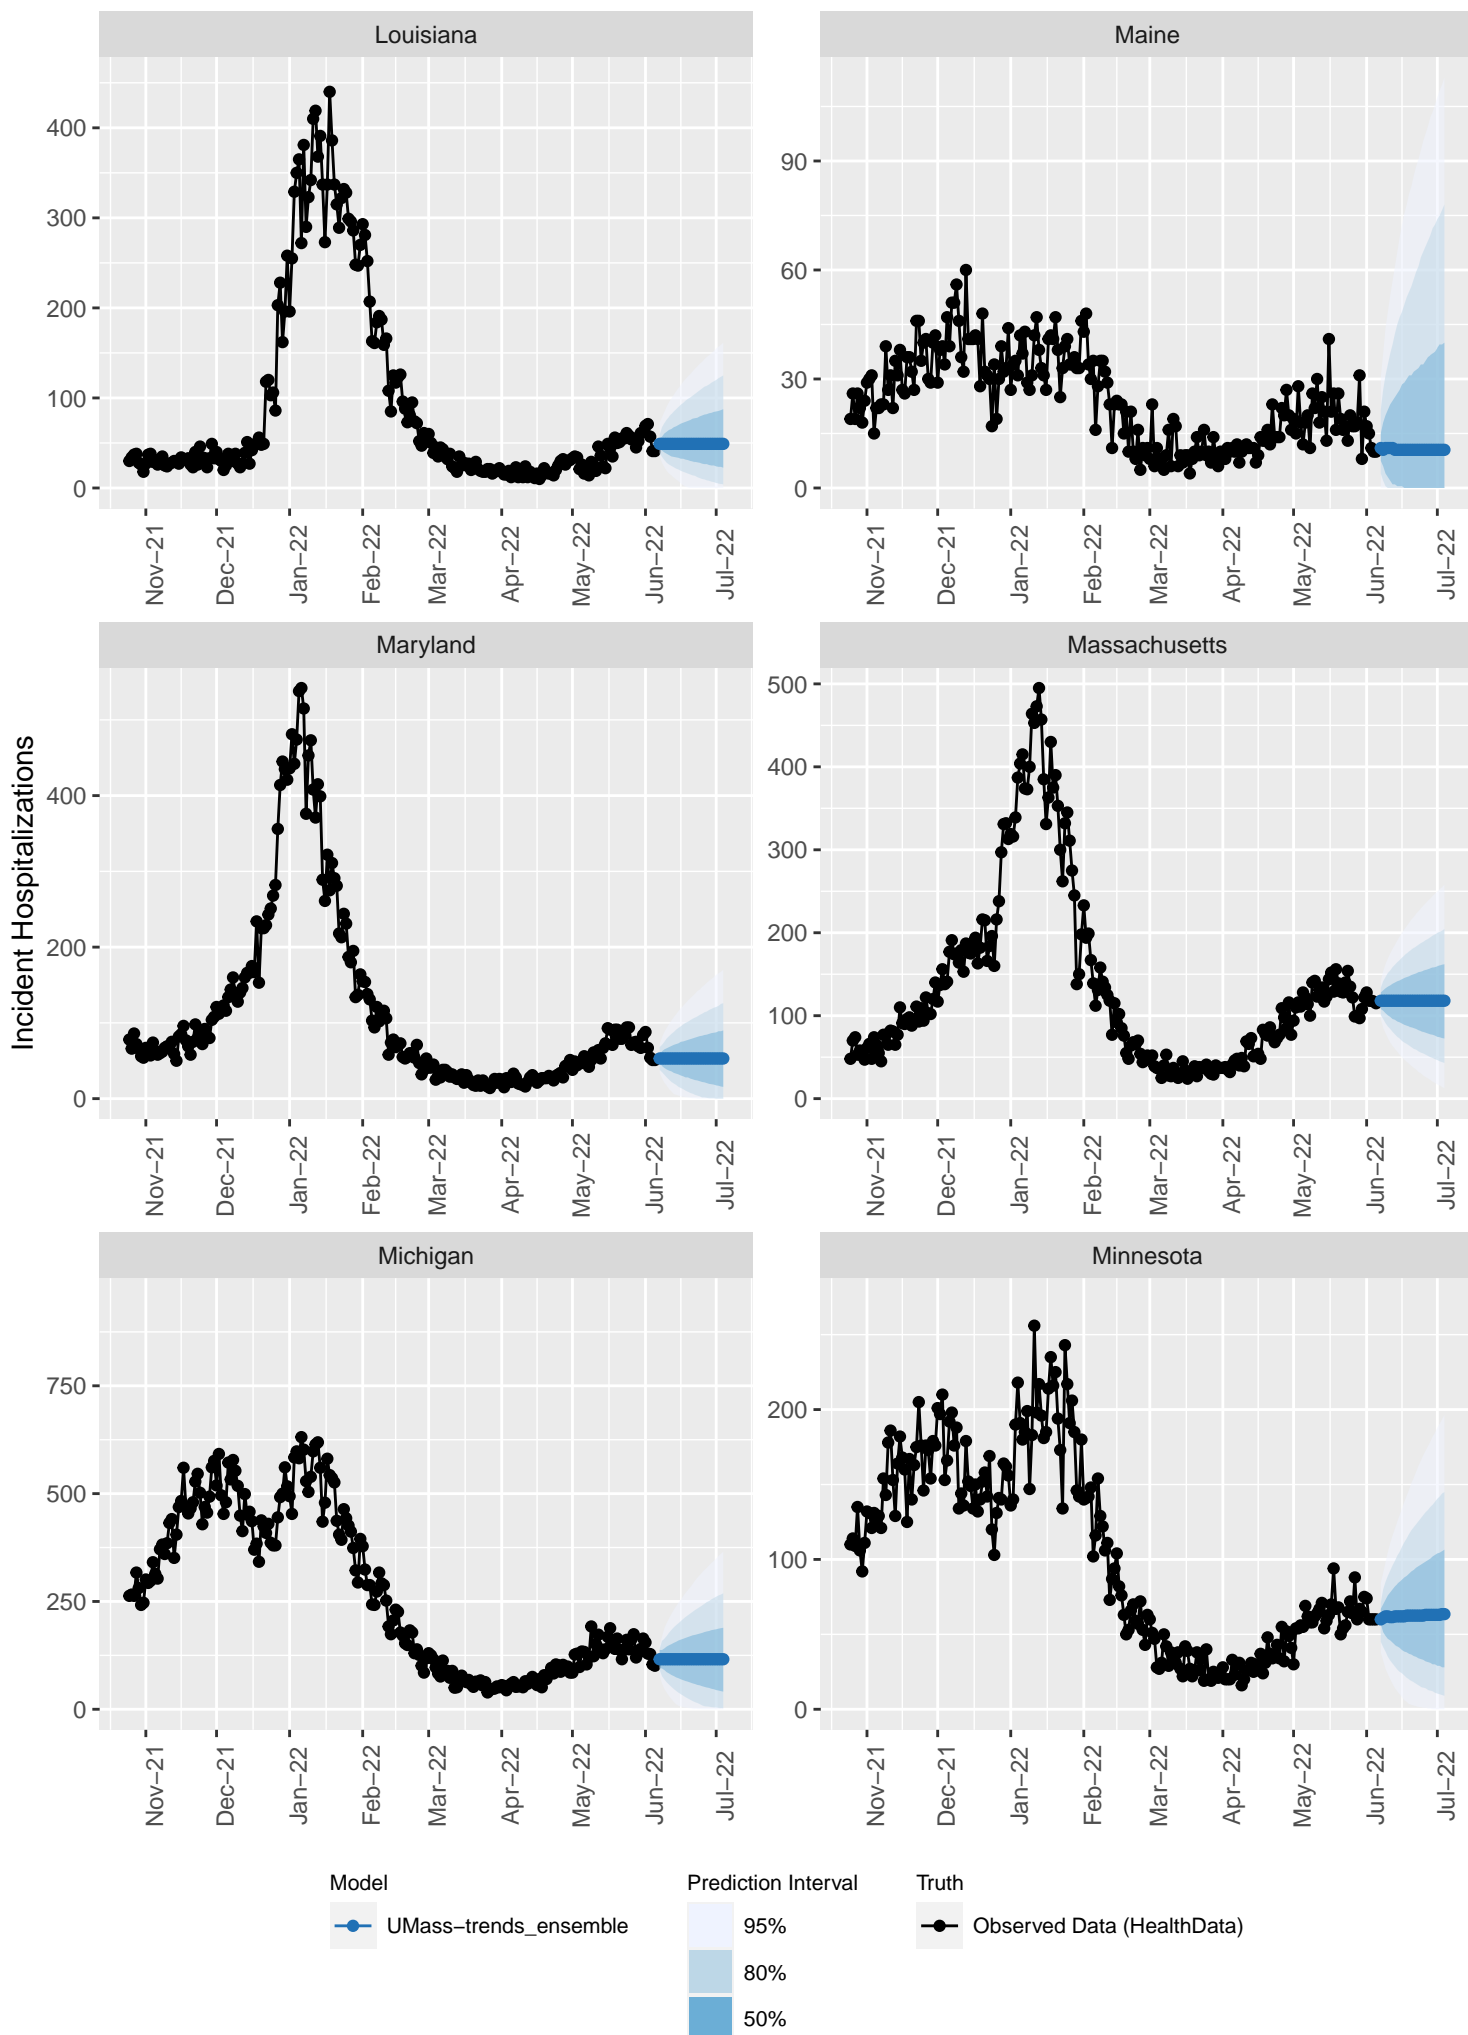 Louisiana
Maine
400
300
200
100
0
90
60
30
0
Nov−21
Dec−21
Jan−22
Feb−22
Mar−22
Apr−22
May−22
Jun−22
Jul−22
Nov−21
Dec−21
Jan−22
Feb−22
Mar−22
Apr−22
May−22
Jun−22
Jul−22
Maryland
Massachusetts
Incident Hospitalizations
400
200
0
500
400
300
200
100
0
Nov−21
Dec−21
Jan−22
Feb−22
Mar−22
Apr−22
May−22
Jun−22
Jul−22
Nov−21
Dec−21
Jan−22
Feb−22
Mar−22
Apr−22
May−22
Jun−22
Jul−22
Michigan
Minnesota
750
500
250
0
200
100
0
Nov−21
Dec−21
Jan−22
Feb−22
Mar−22
Apr−22
May−22
Jun−22
Jul−22
Nov−21
Dec−21
Jan−22
Feb−22
Mar−22
Apr−22
May−22
Jun−22
Jul−22
Model
UMass−trends_ensemble
Prediction Interval
95%
80%
50%
Truth
Observed Data (HealthData)